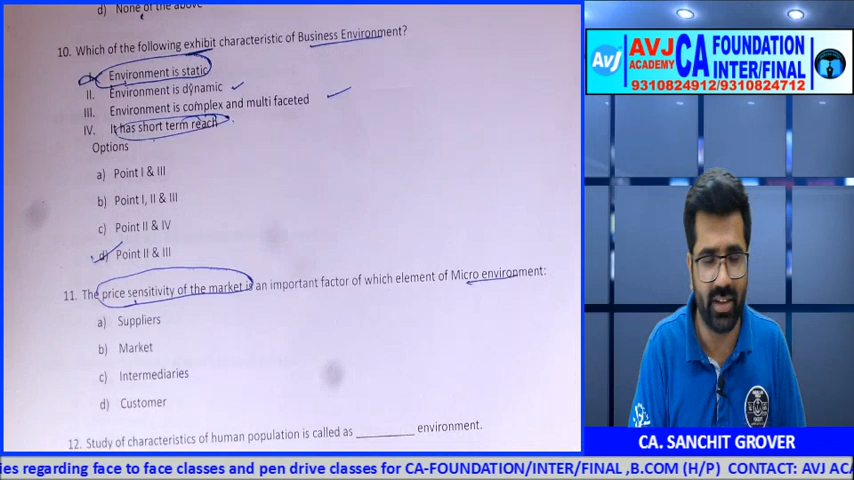 d) None of the above
10. Which of the following exhibit characteristic of Business Environment?
Environment is static
II. Environment is dynamic
III. Environment is complex and multi faceted
IV. It has short term reach
Options
a) Point I & III
b) Point I, II & III
c) Point II & IV
d) Point II & III
11. The price sensitivity of the market is an important factor of which element of Micro environment:
a) Suppliers
b) Market
c) Intermediaries
d) Customer
12. Study of characteristics of human population is called as ________ environment.
AVJ
AVJ
ACADEMY
CA FOUNDATION
INTER/FINAL
9310824912/9310824712
CA. SANCHIT GROVER
ies regarding face to face classes and pen drive classes for CA-FOUNDATION/INTER/FINAL ,B.COM (H/P) CONTACT: AVJ ACA